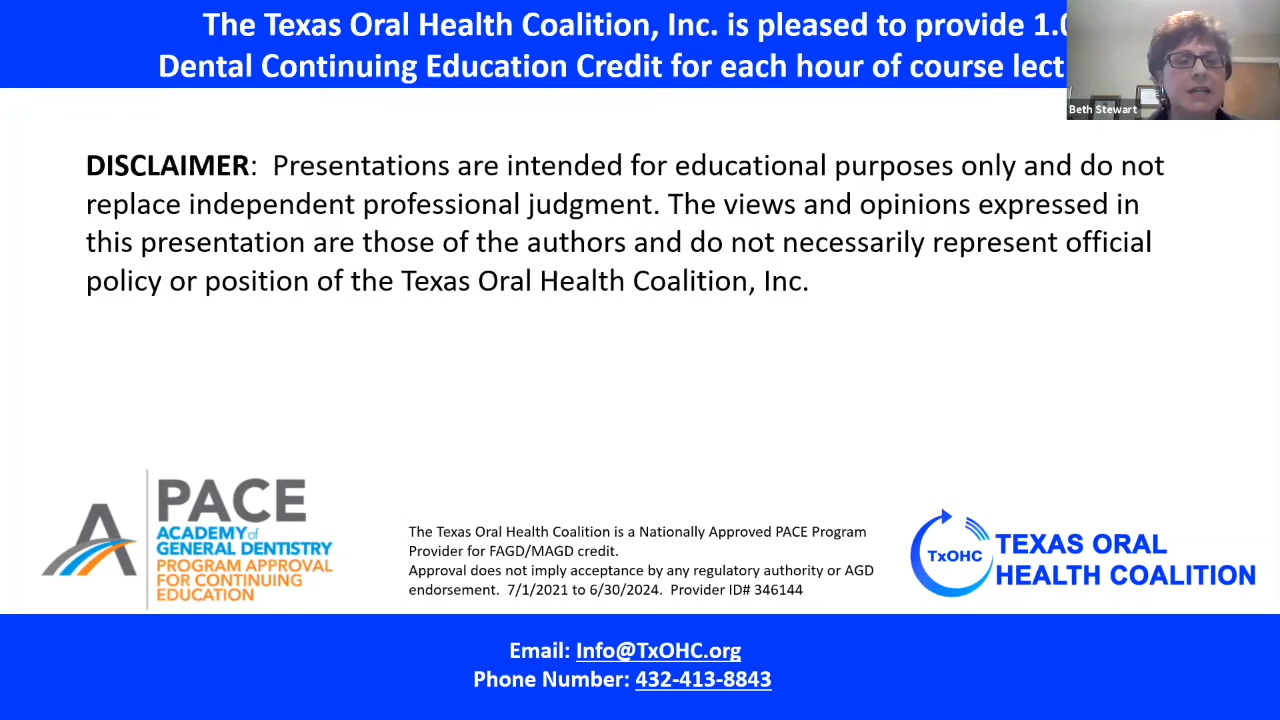 The Texas Oral Health Coalition, Inc. is pleased to provide 1.0
Dental Continuing Education Credit for each hour of course lect
Beth Stewart
DISCLAIMER: Presentations are intended for educational purposes only and do not
replace independent professional judgment. The views and opinions expressed in
this presentation are those of the authors and do not necessarily represent official
policy or position of the Texas Oral Health Coalition, Inc.
PACE
ACADEMY of
GENERAL DENTISTRY
PROGRAM APPROVAL
FOR CONTINUING
EDUCATION
The Texas Oral Health Coalition is a Nationally Approved PACE Program
Provider for FAGD/MAGD credit.
Approval does not imply acceptance by any regulatory authority or AGD
endorsement. 7/1/2021 to 6/30/2024. Provider ID# 346144
TxOHC
TEXAS ORAL
HEALTH COALITION
Email: Info@TxOHC.org
Phone Number: 432-413-8843